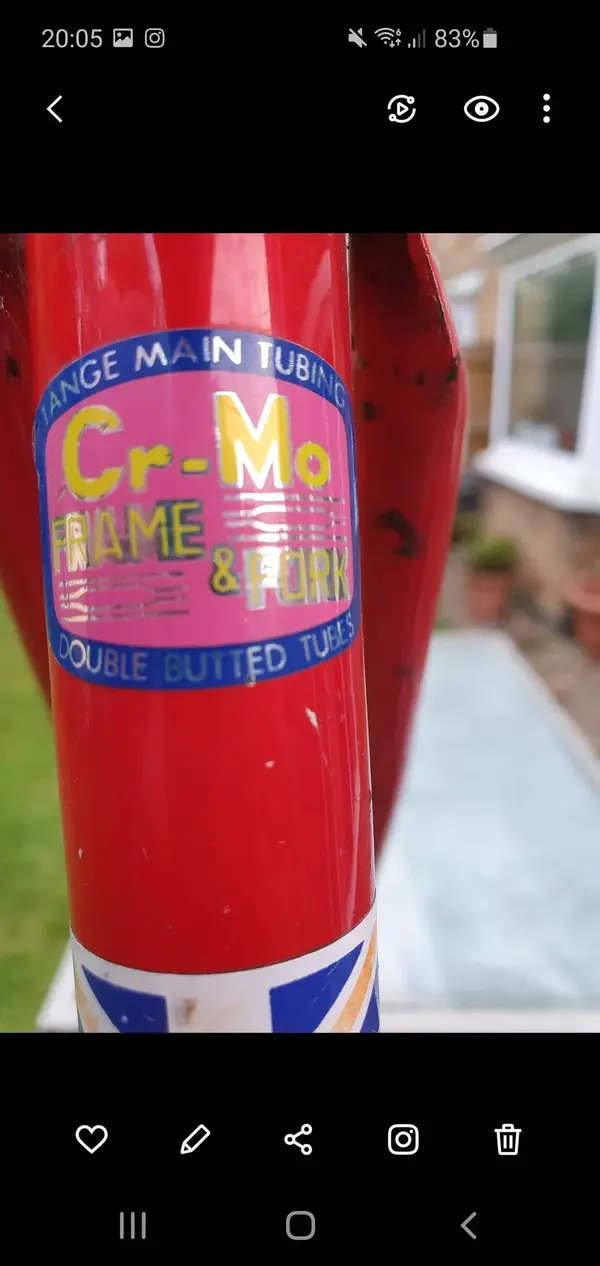 20:05
83%
TANGE MAIN TUBING
Cr-Mo
FRAME
& FORK
DOUBLE BUTTED TUBES